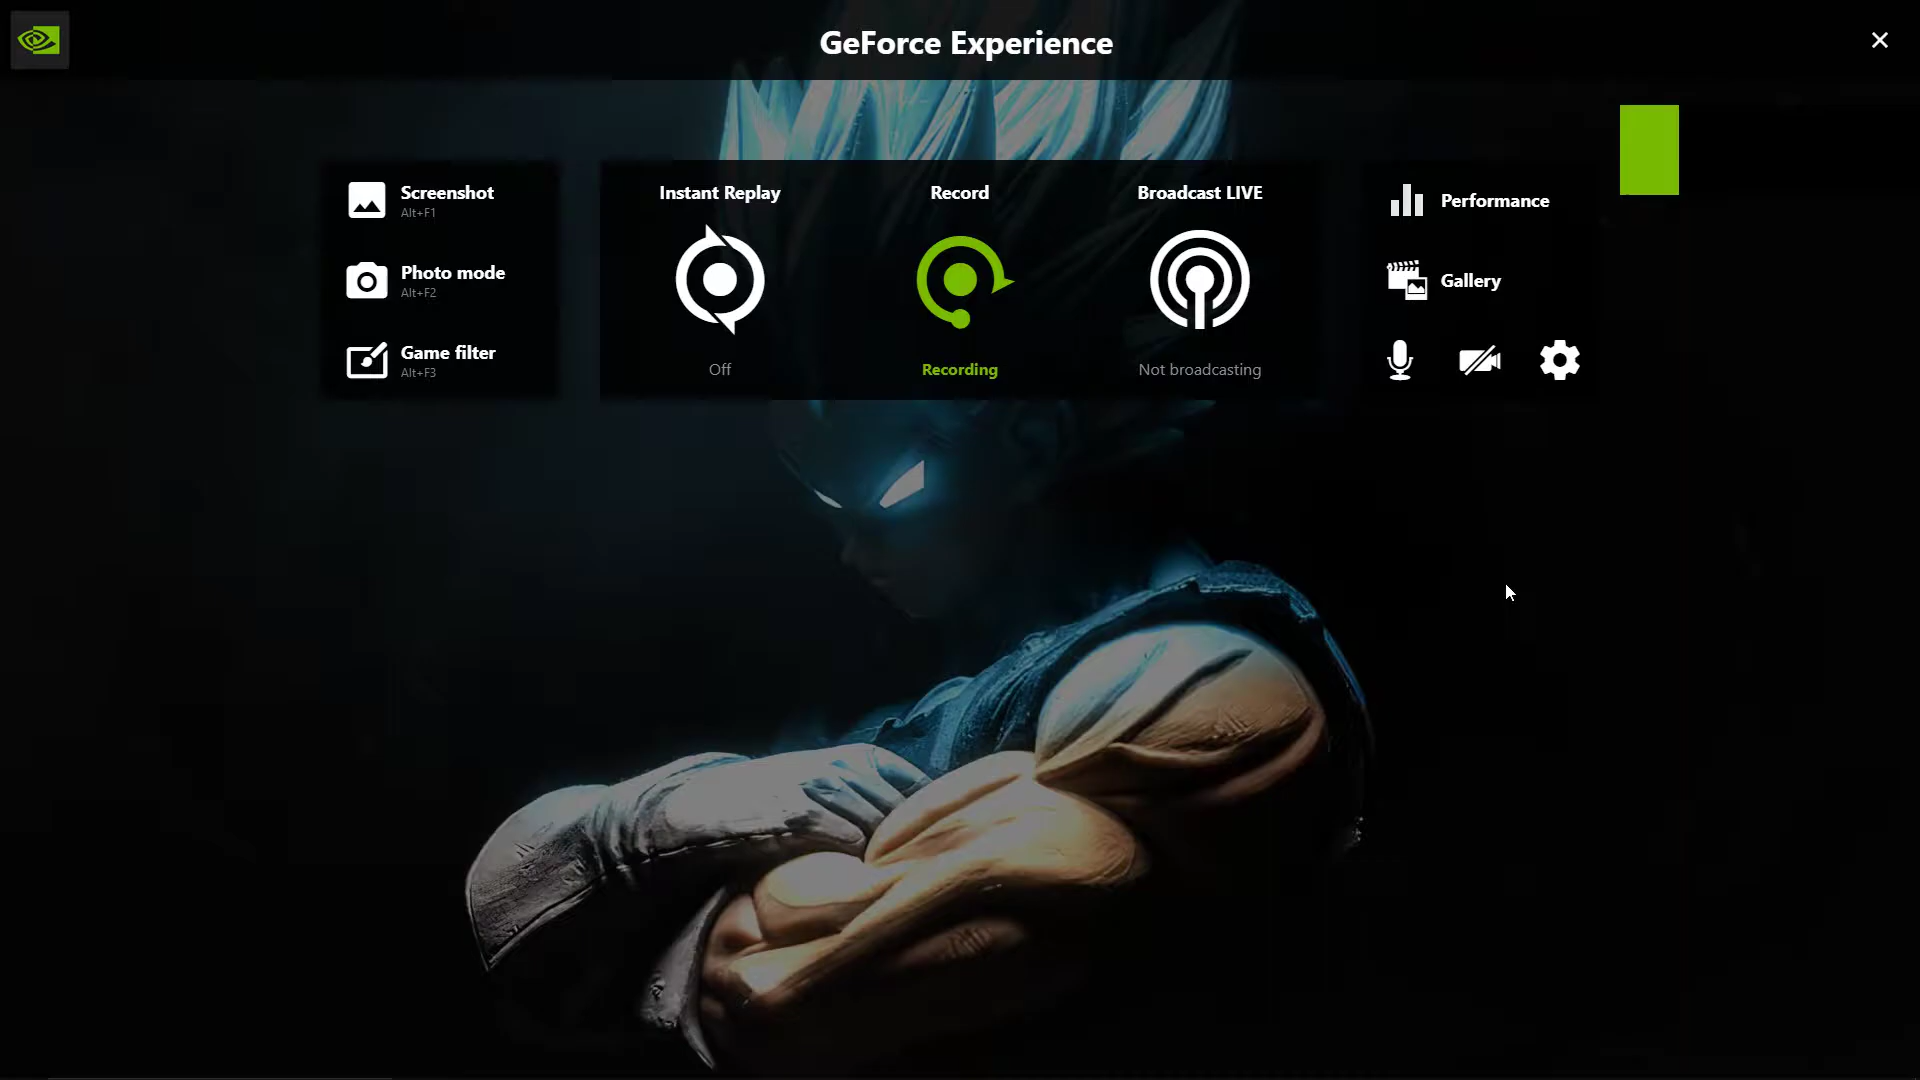 GeForce Experience
Screenshot
Alt+F1
Photo mode
Alt+F2
Game filter
Alt+F3
Instant Replay
Off
Record
Recording
Broadcast LIVE
Not broadcasting
Performance
Gallery